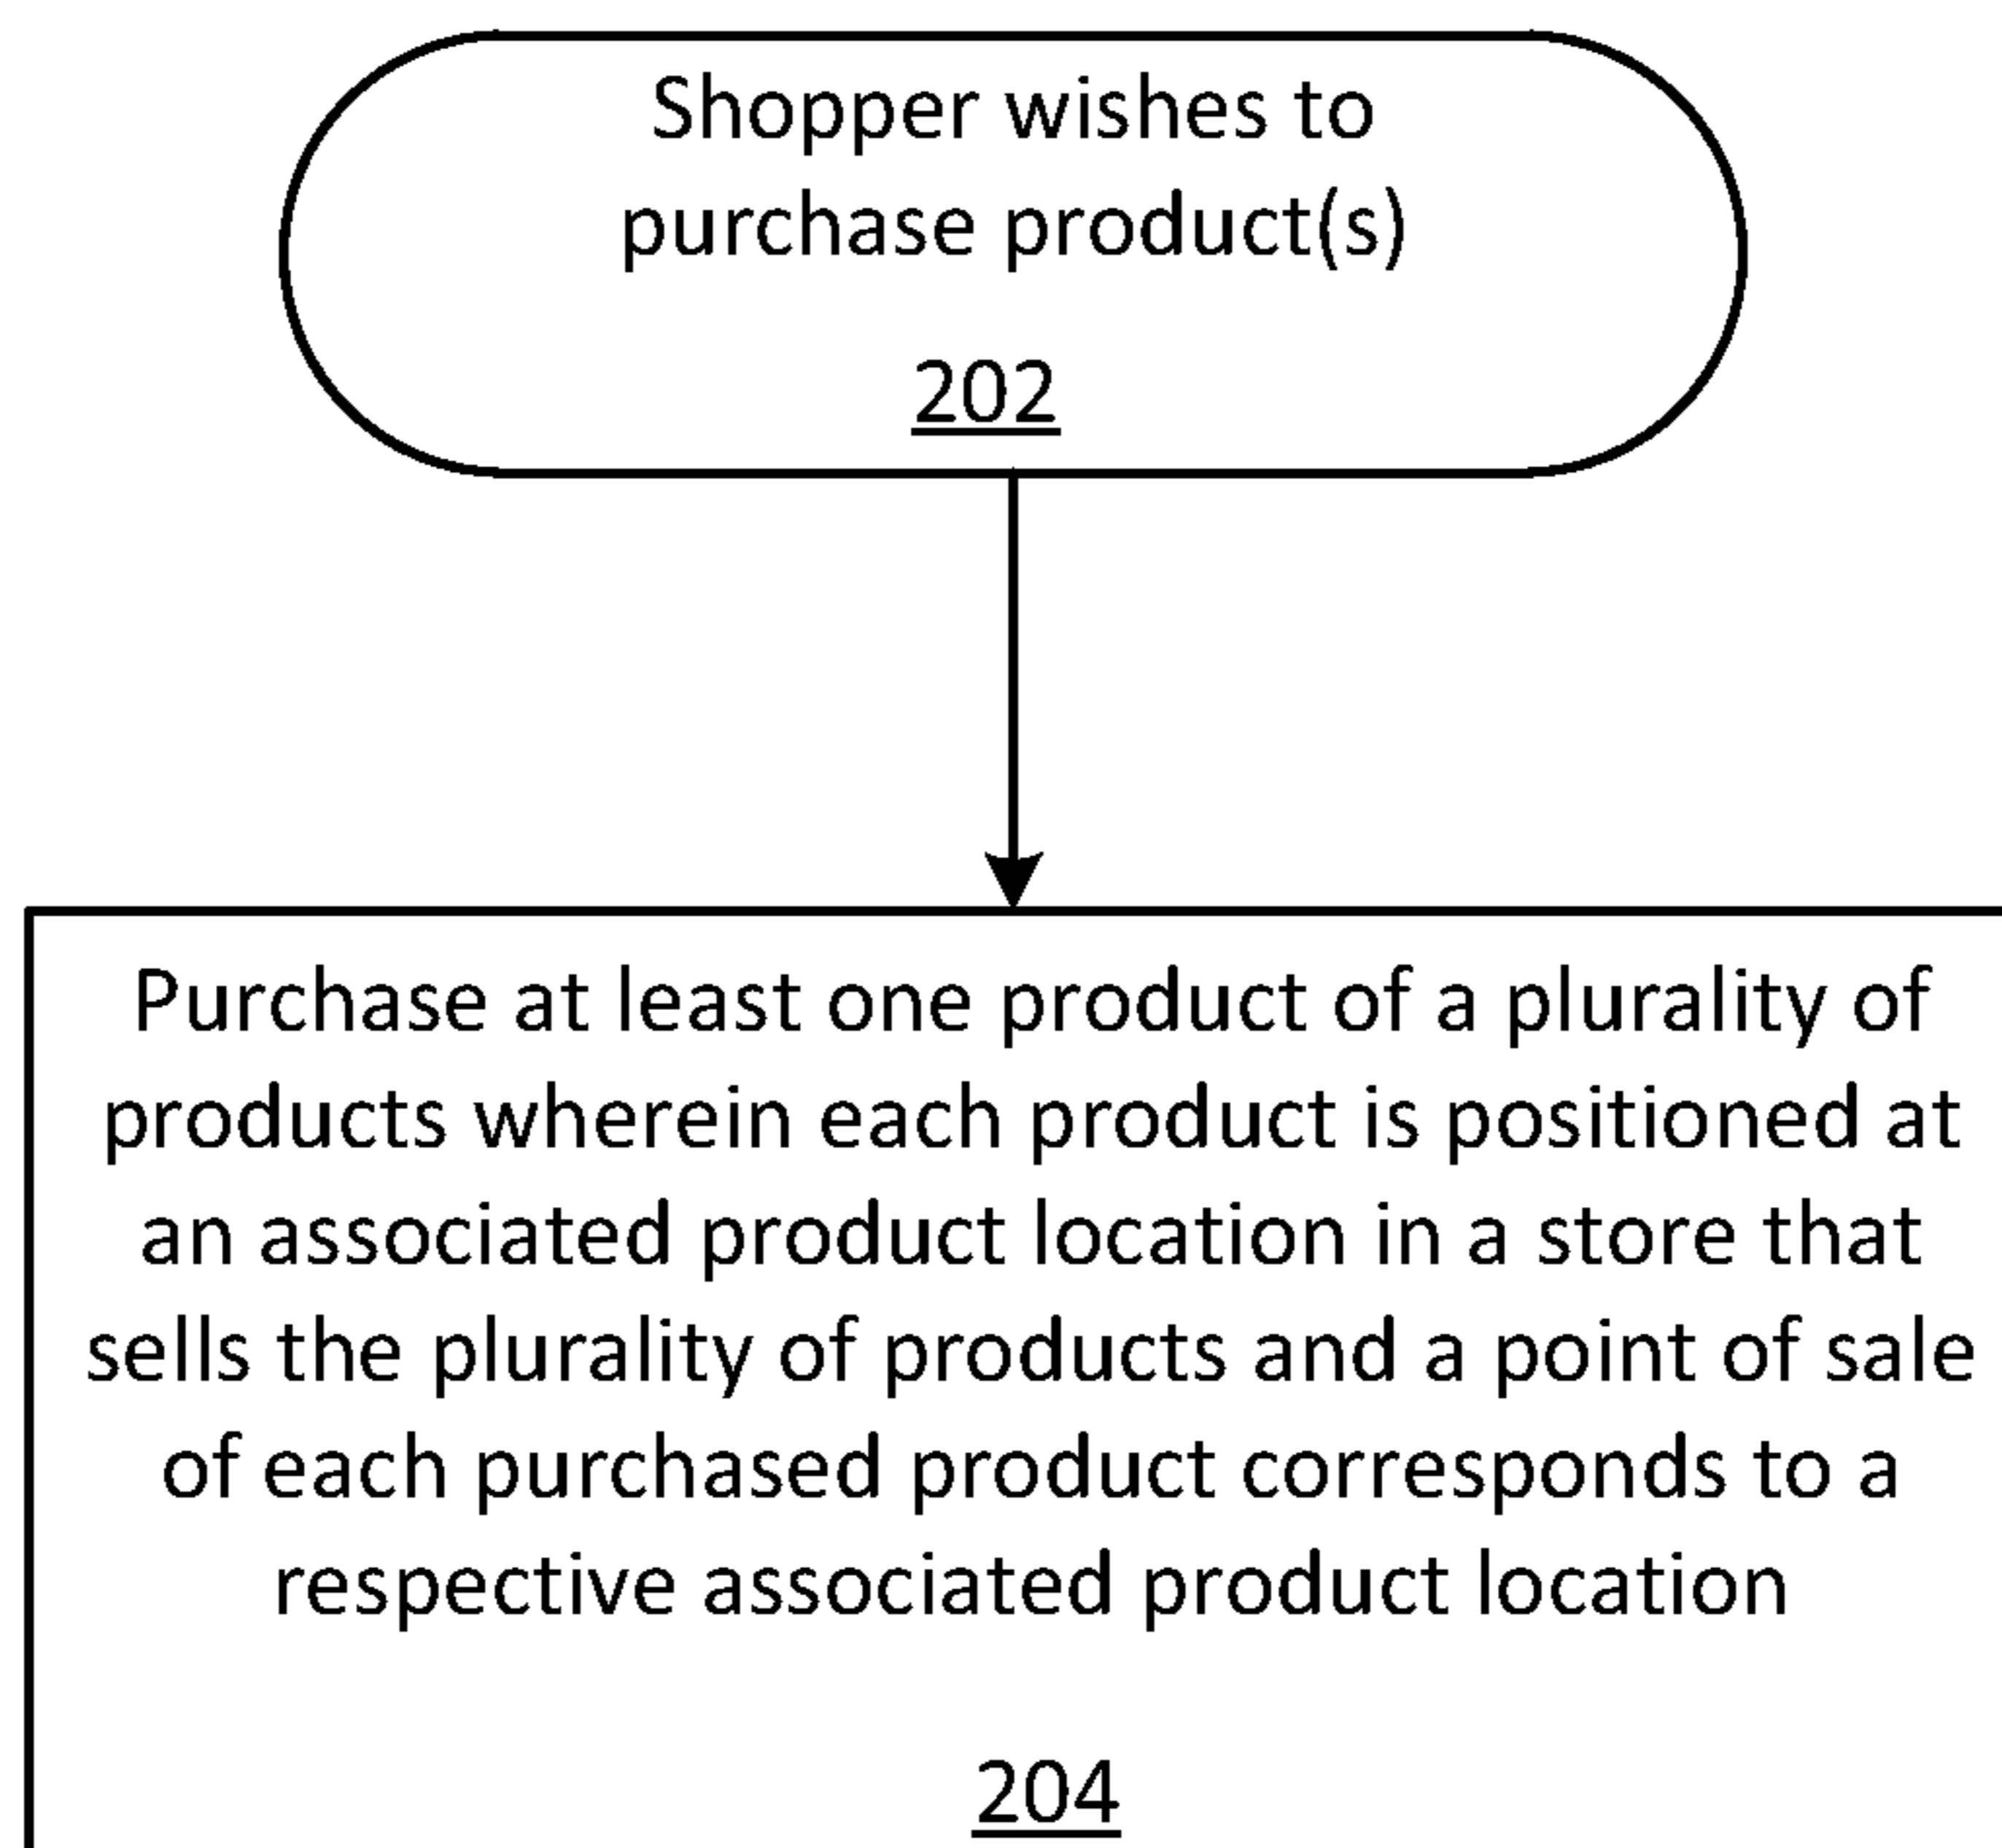 Shopper wishes to
purchase product(s)
202
Purchase at least one product of a plurality of
products wherein each product is positioned at
an associated product location in a store that
sells the plurality of products and a point of sale
of each purchased product corresponds to a
respective associated product location
204